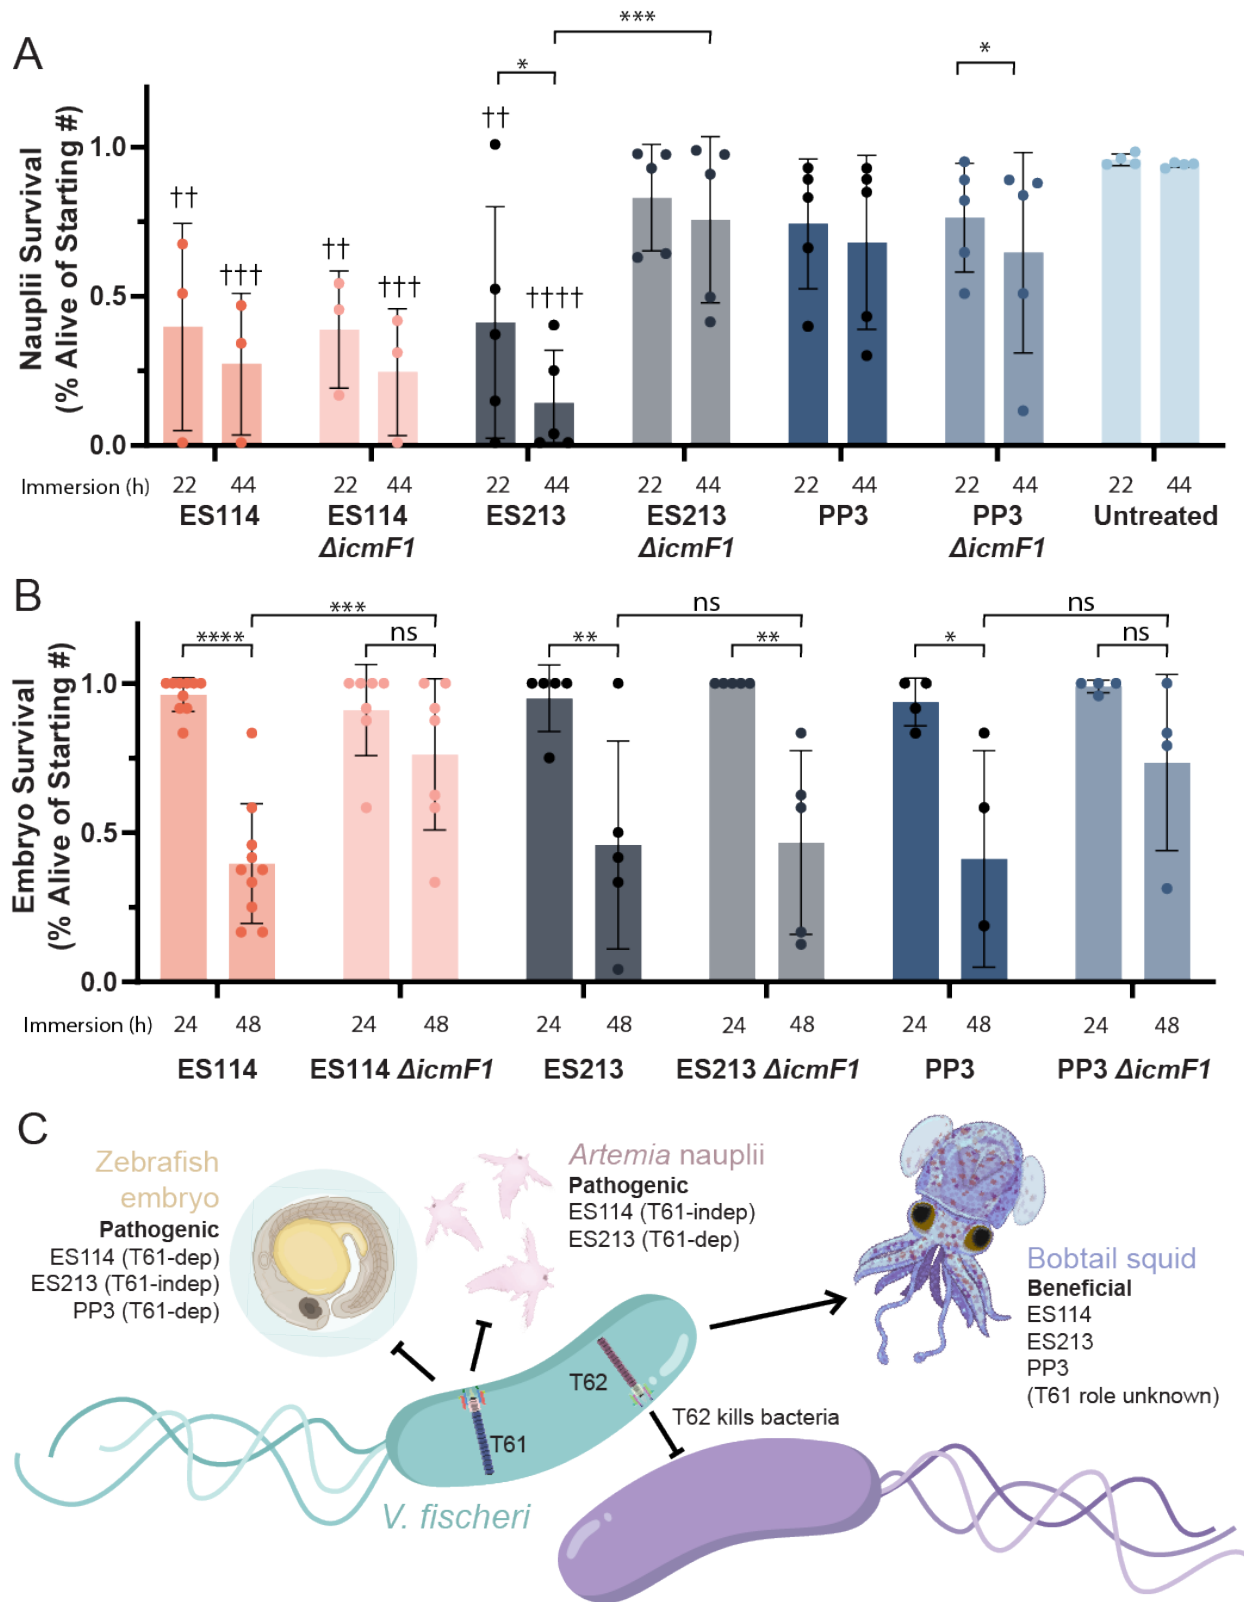 A
Nauplii Survival
(% Alive of Starting #)
***
*
*
††
†††
††
†††
††
††††
1.0
0.5
0.0
Immersion (h) 22 44 22 44 22 44 22 44 22 44 22 44 22 44
ES114 ES114 ES213 ES213 PP3 PP3 Untreated
ΔicmF1 ΔicmF1 ΔicmF1
B
Embryo Survival
(% Alive of Starting #)
*** ns ns
**** ns ** ** * ns
1.0
0.5
0.0
Immersion (h) 24 48 24 48 24 48 24 48 24 48 24 48
ES114 ES114 ΔicmF1 ES213 ES213 ΔicmF1 PP3 PP3 ΔicmF1
C
Zebrafish
embryo
Pathogenic
ES114 (T61-dep)
ES213 (T61-indep)
PP3 (T61-dep)
Artemia nauplii
Pathogenic
ES114 (T61-indep)
ES213 (T61-dep)
Bobtail squid
Beneficial
ES114
ES213
PP3
(T61 role unknown)
T62
T61
T62 kills bacteria
V. fischeri